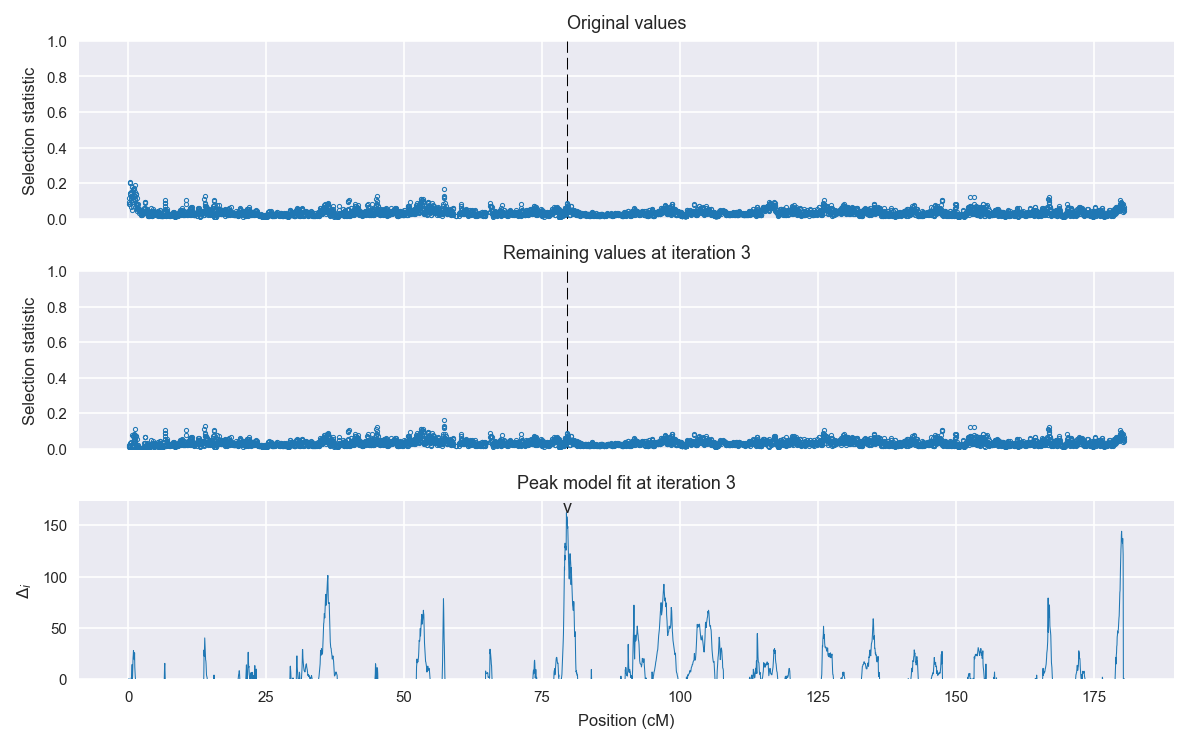 Original values
1.0
0.8
0.6
0.4
0.2
0.0
Selection statistic
Remaining values at iteration 3
1.0
0.8
0.6
0.4
0.2
0.0
Selection statistic
Peak model fit at iteration 3
v
150
100
50
0
Δi
0 25 50 75 100 125 150 175
Position (cM)